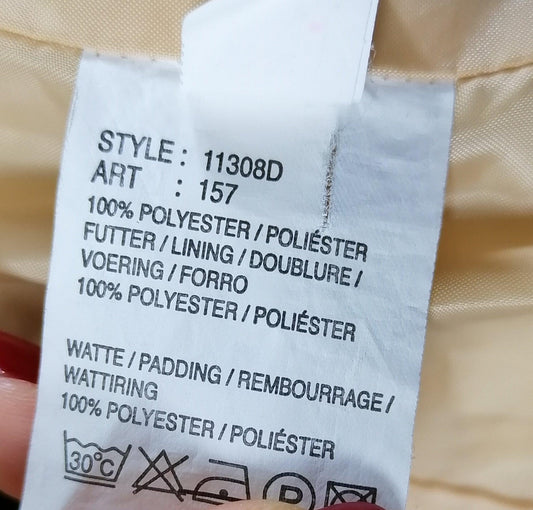 STYLE : 11308D
ART : 157
100% POLYESTER / POLIÉSTER
FUTTER / LINING / DOUBLURE /
VOERING / FORRO
100% POLYESTER / POLIÉSTER
WATTE / PADDING / REMBOURRAGE /
WATTIRING
100% POLYESTER / POLIÉSTER
30°C P